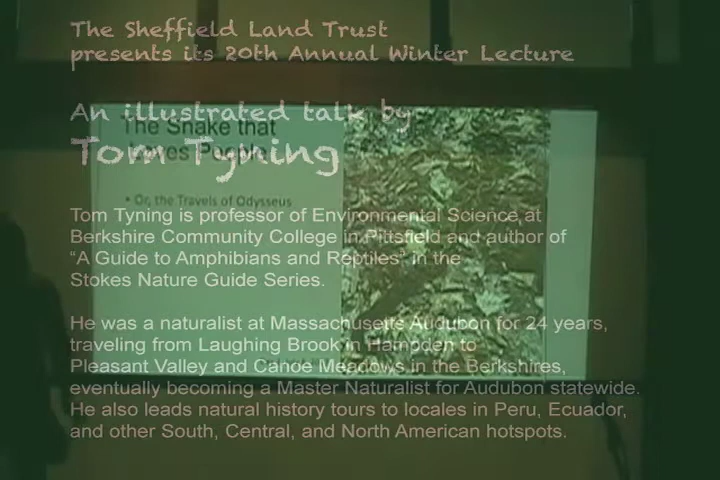 The Sheffield Land Trust
presents its 20th Annual Winter Lecture
An illustrated talk by
Tom Tyning
The Snake that
Loves People
• Or, the Travels of Odysseus
Tom Tyning is professor of Environmental Science at
Berkshire Community College in Pittsfield and author of
“A Guide to Amphibians and Reptiles” in the
Stokes Nature Guide Series.
He was a naturalist at Massachusetts Audubon for 24 years,
traveling from Laughing Brook in Hampden to
Pleasant Valley and Canoe Meadows in the Berkshires,
eventually becoming a Master Naturalist for Audubon statewide.
He also leads natural history tours to locales in Peru, Ecuador,
and other South, Central, and North American hotspots.